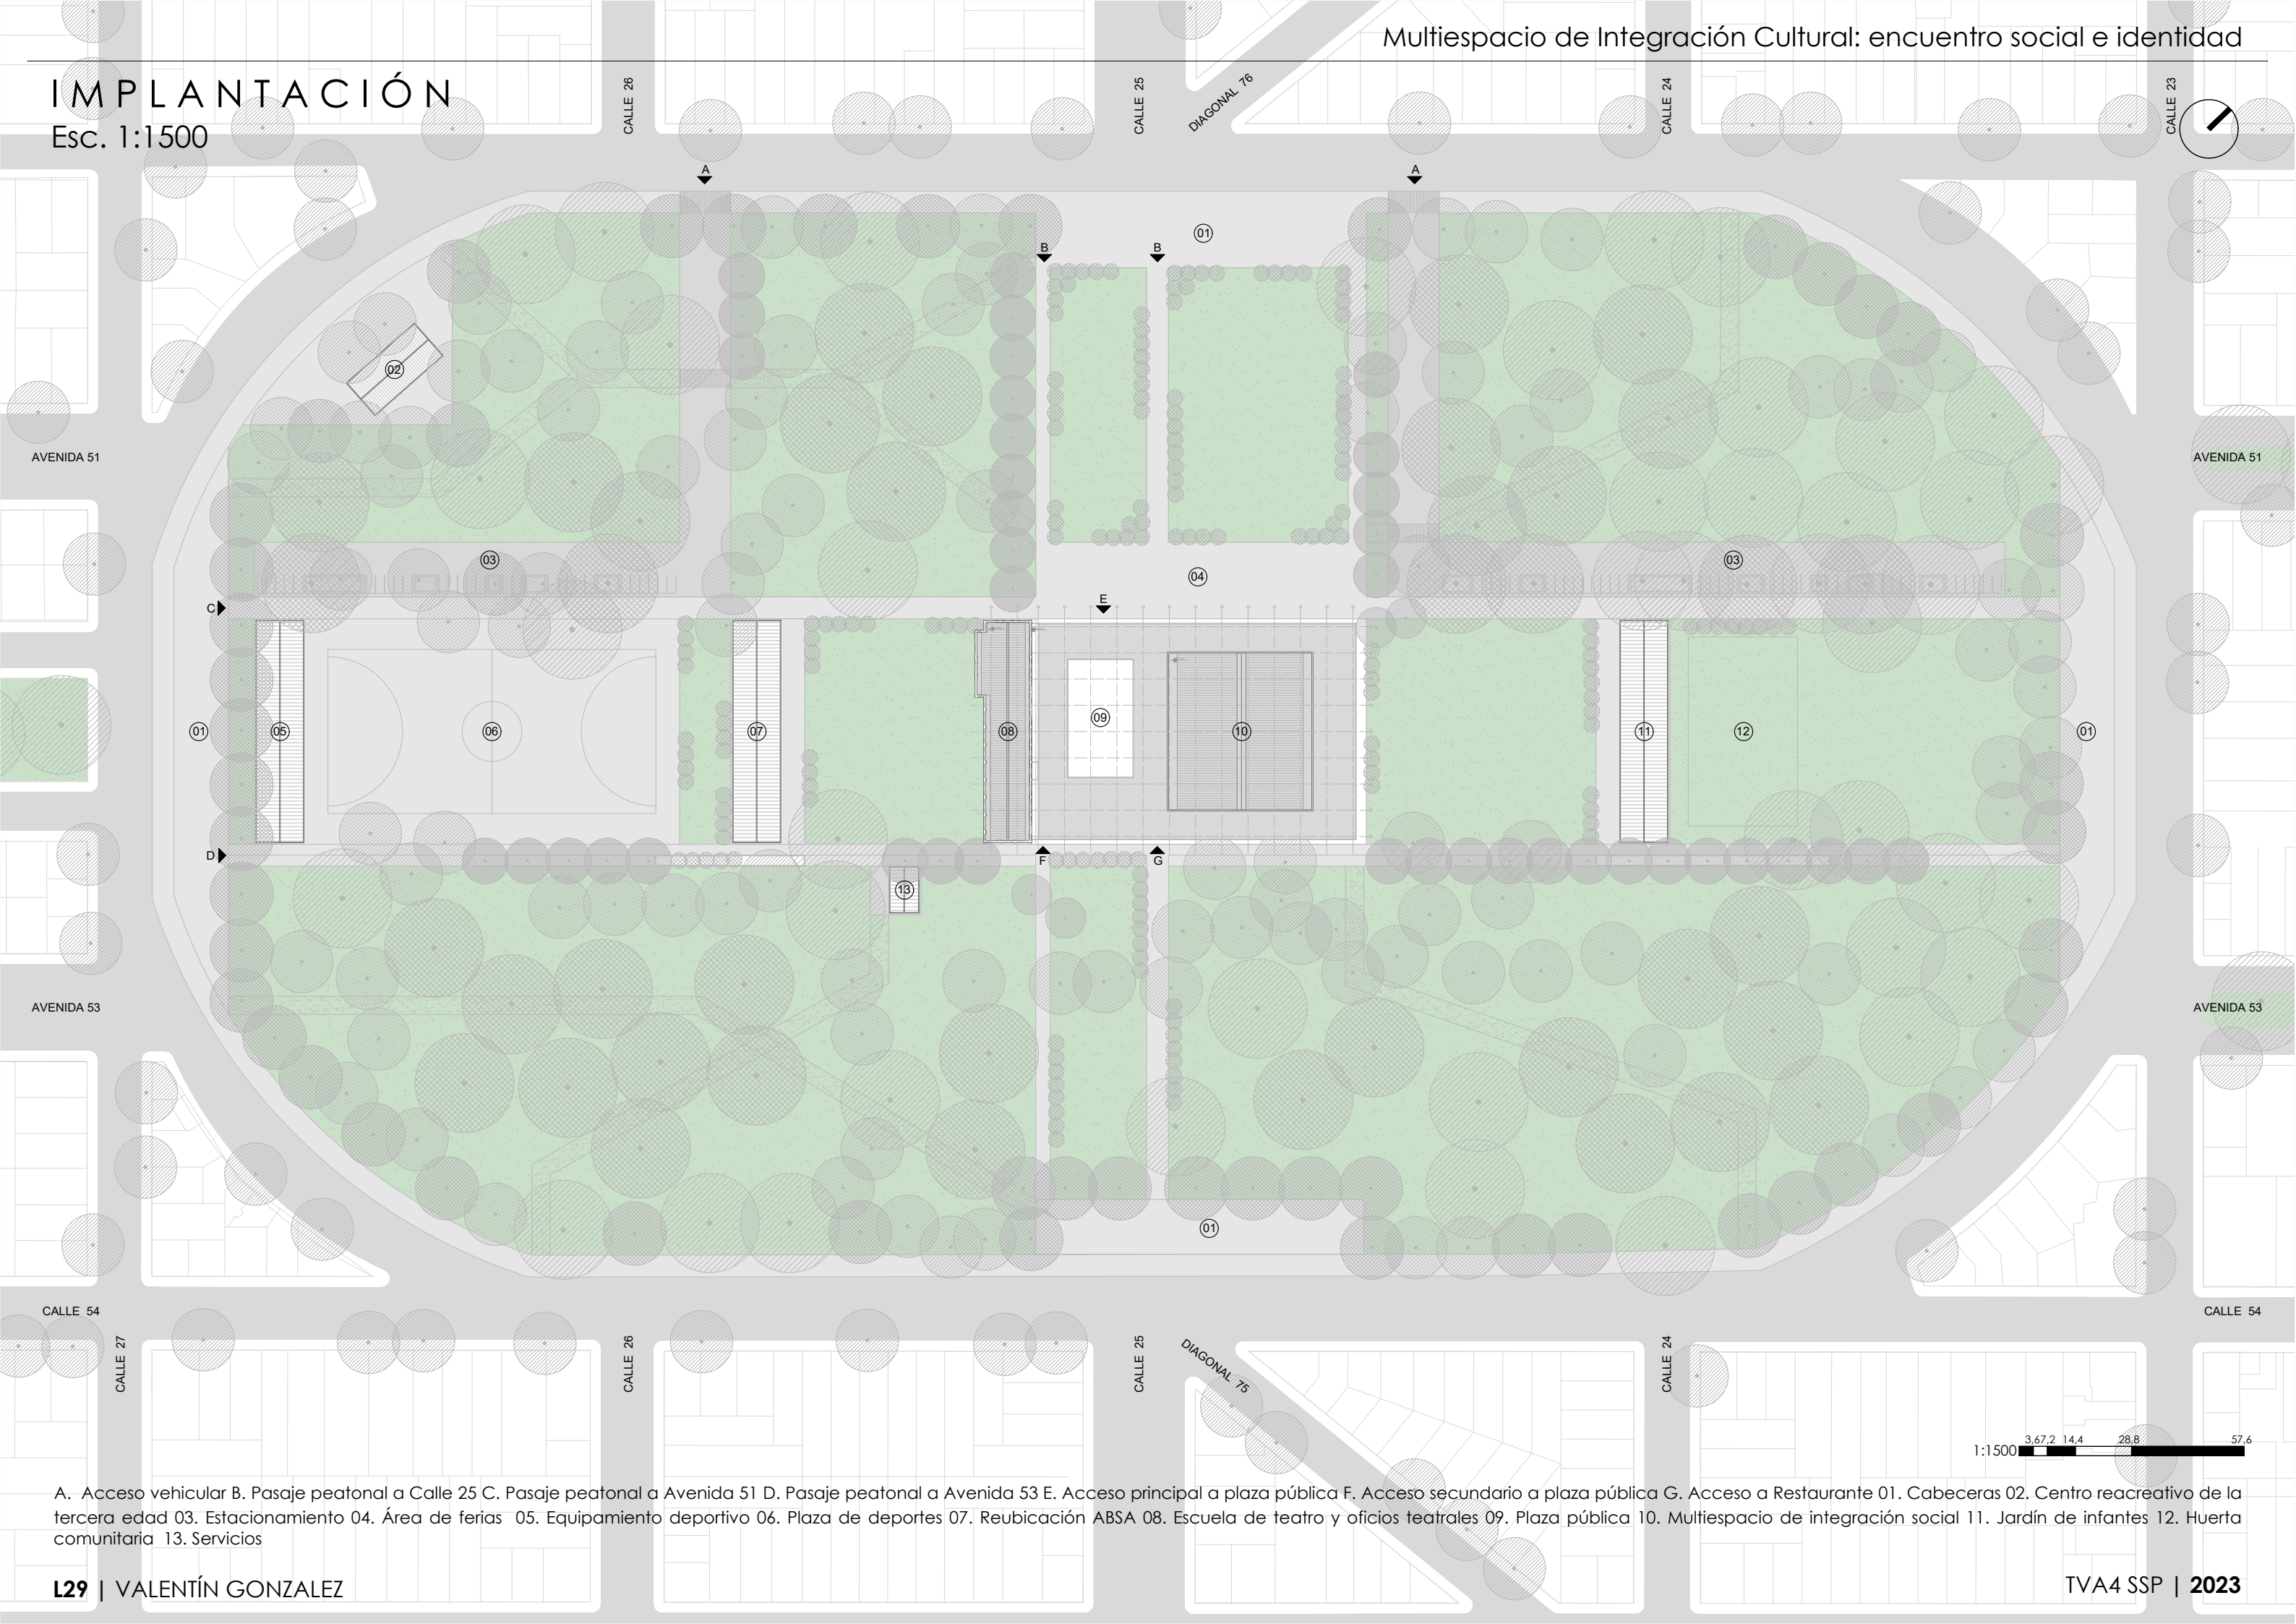 Multiespacio de Integración Cultural: encuentro social e identidad
IMPLANTACIÓN
Esc. 1:1500
CALLE 26
CALLE 25
DIAGONAL 76
CALLE 24
CALLE 23
A
A
B
B
01
02
AVENIDA 51
AVENIDA 51
03
03
04
C
E
01
05
06
07
08
09
10
11
12
01
D
F
G
13
AVENIDA 53
AVENIDA 53
01
CALLE 54
CALLE 54
CALLE 27
CALLE 26
CALLE 25
DIAGONAL 75
CALLE 24
1:1500
3,6 7,2 14,4 28,8 57,6
A. Acceso vehicular B. Pasaje peatonal a Calle 25 C. Pasaje peatonal a Avenida 51 D. Pasaje peatonal a Avenida 53 E. Acceso principal a plaza pública F. Acceso secundario a plaza pública G. Acceso a Restaurante 01. Cabeceras 02. Centro reacreativo de la
tercera edad 03. Estacionamiento 04. Área de ferias 05. Equipamiento deportivo 06. Plaza de deportes 07. Reubicación ABSA 08. Escuela de teatro y oficios teatrales 09. Plaza pública 10. Multiespacio de integración social 11. Jardín de infantes 12. Huerta
comunitaria 13. Servicios
L29 | VALENTÍN GONZALEZ
TVA4 SSP | 2023